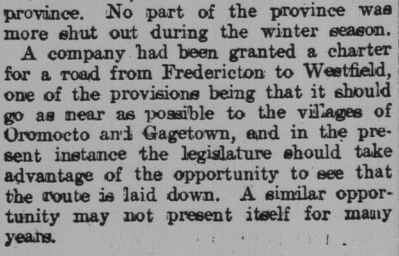 province. No part of the province was
more shut out during the winter season.
A company had been granted a charter
for a road from Fredericton to Westfield,
one of the provisions being that it should
go as near as possible to the villages of
Oromocto and Gagetown, and in the pre-
sent instance the legislature should take
advantage of the opportunity to see that
the route is laid down. A similar oppor-
tunity may not present itself for many
years.